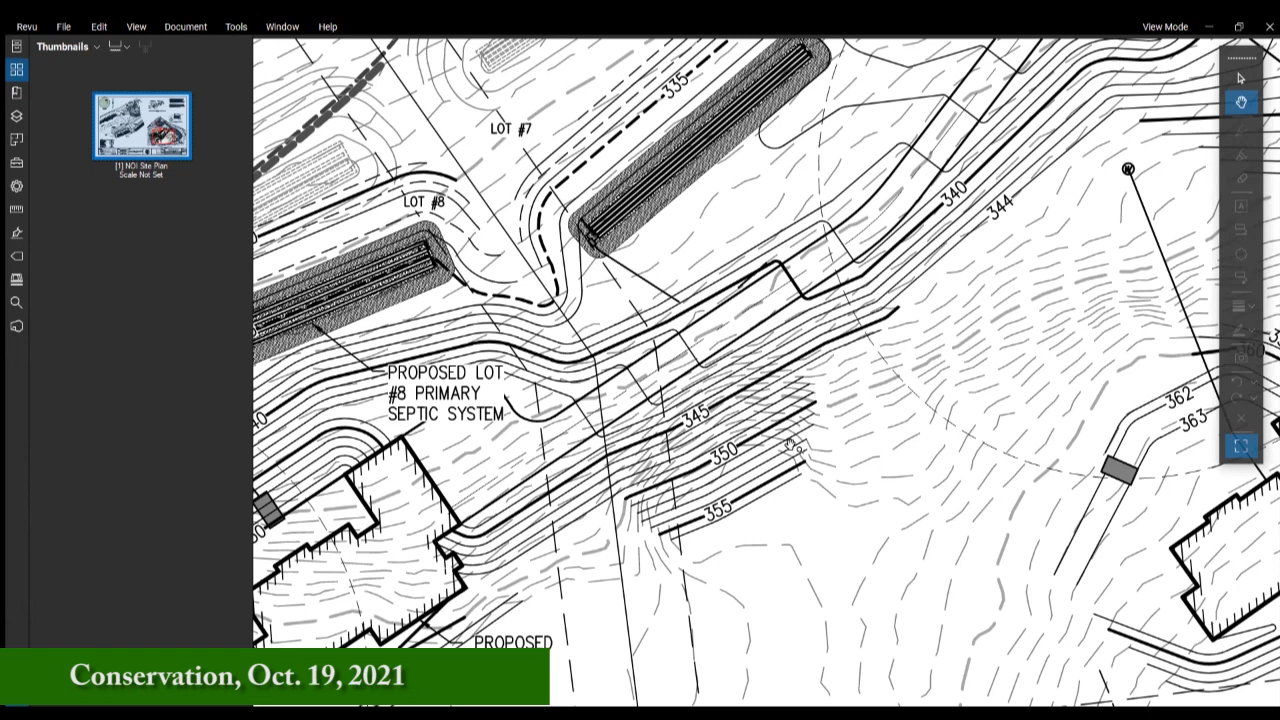 Revu File Edit View Document Tools Window Help
View Mode
Thumbnails
[1] NOI Site Plan
Scale Not Set
335
LOT #7
LOT #8
340
344
PROPOSED LOT
#8 PRIMARY
SEPTIC SYSTEM
345
350
355
362
363
PROPOSED
Conservation, Oct. 19, 2021